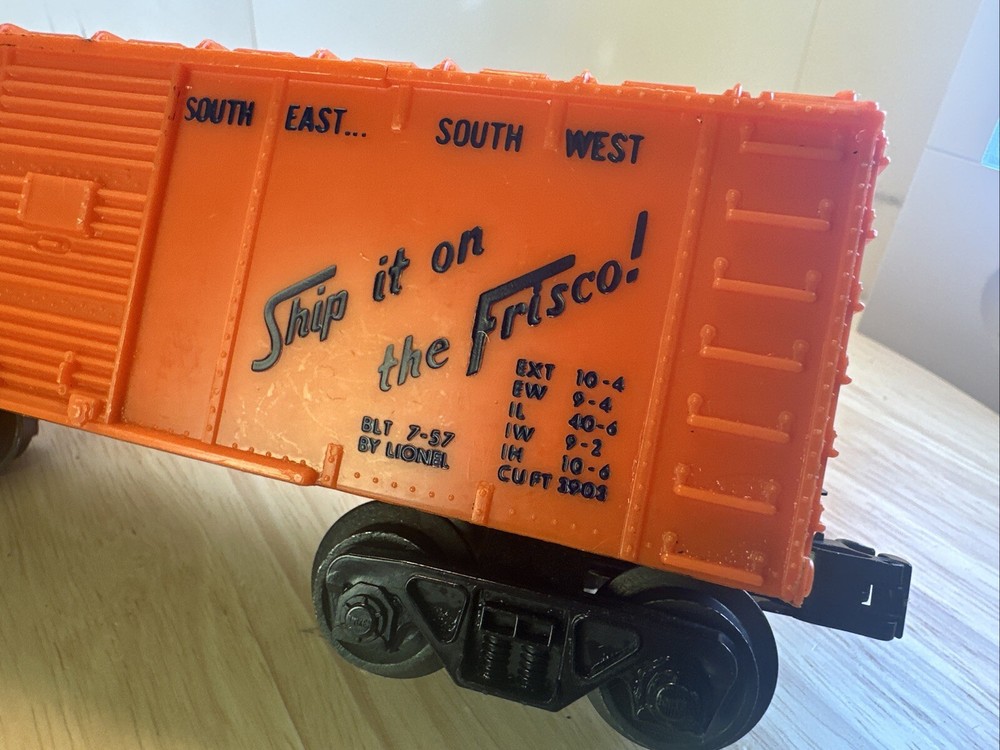 SOUTH EAST... SOUTH WEST
Ship it on
the Frisco!
EXT 10-4
EW 9-4
IL 40-6
IW 9-2
IH 10-6
CU FT
BLT 7-57
BY LIONEL